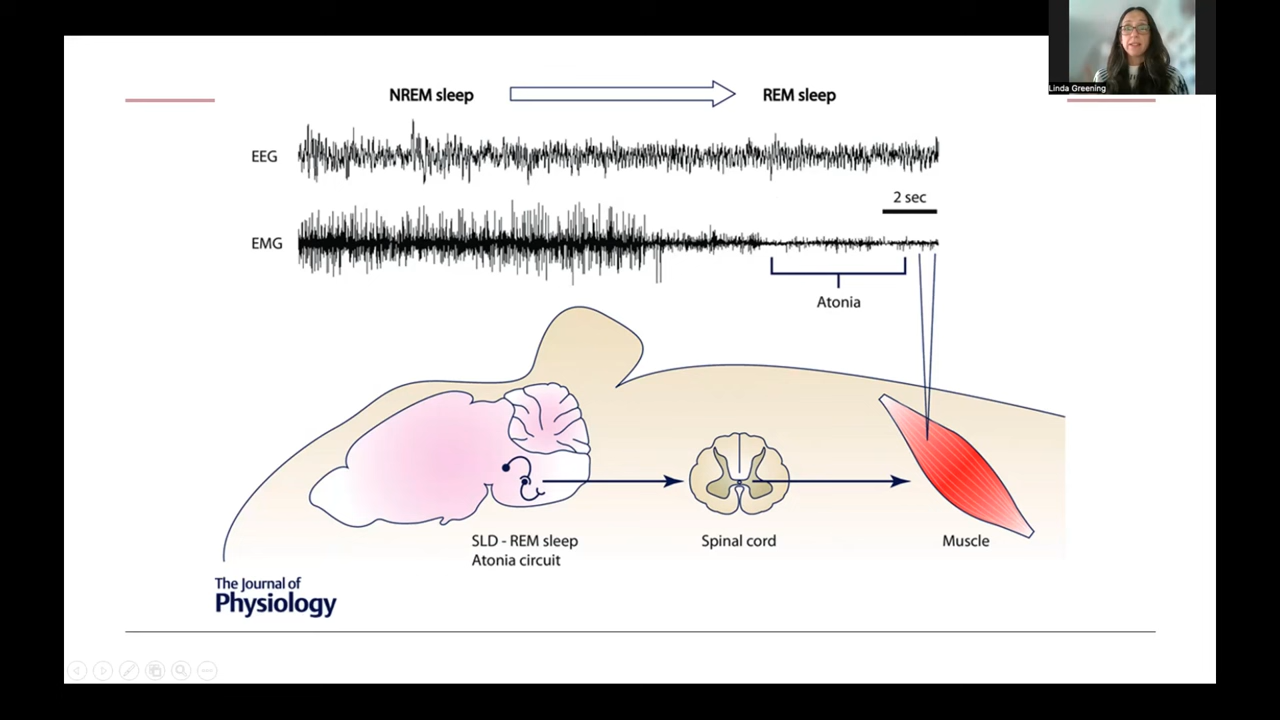 Linda Greening
NREM sleep
REM sleep
EEG
2 sec
EMG
Atonia
SLD - REM sleep
Atonia circuit
Spinal cord
Muscle
The Journal of
Physiology